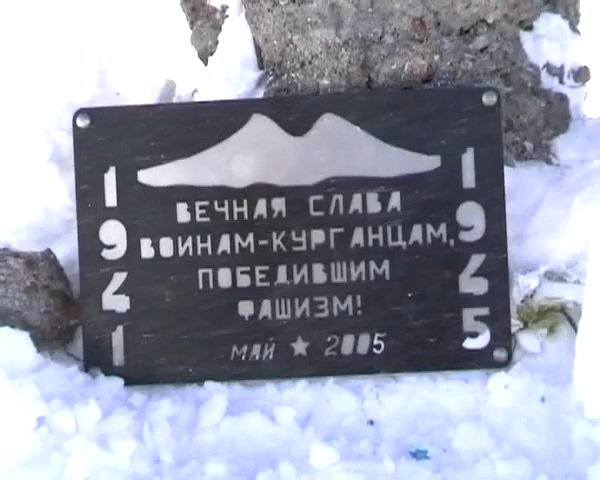 ВЕЧНАЯ СЛАВА
ВОИНАМ-КУРГАНЦАМ,
ПОБЕДИВШИМ
ФАШИЗМ!
МАЙ ★ 2005
1941
1945